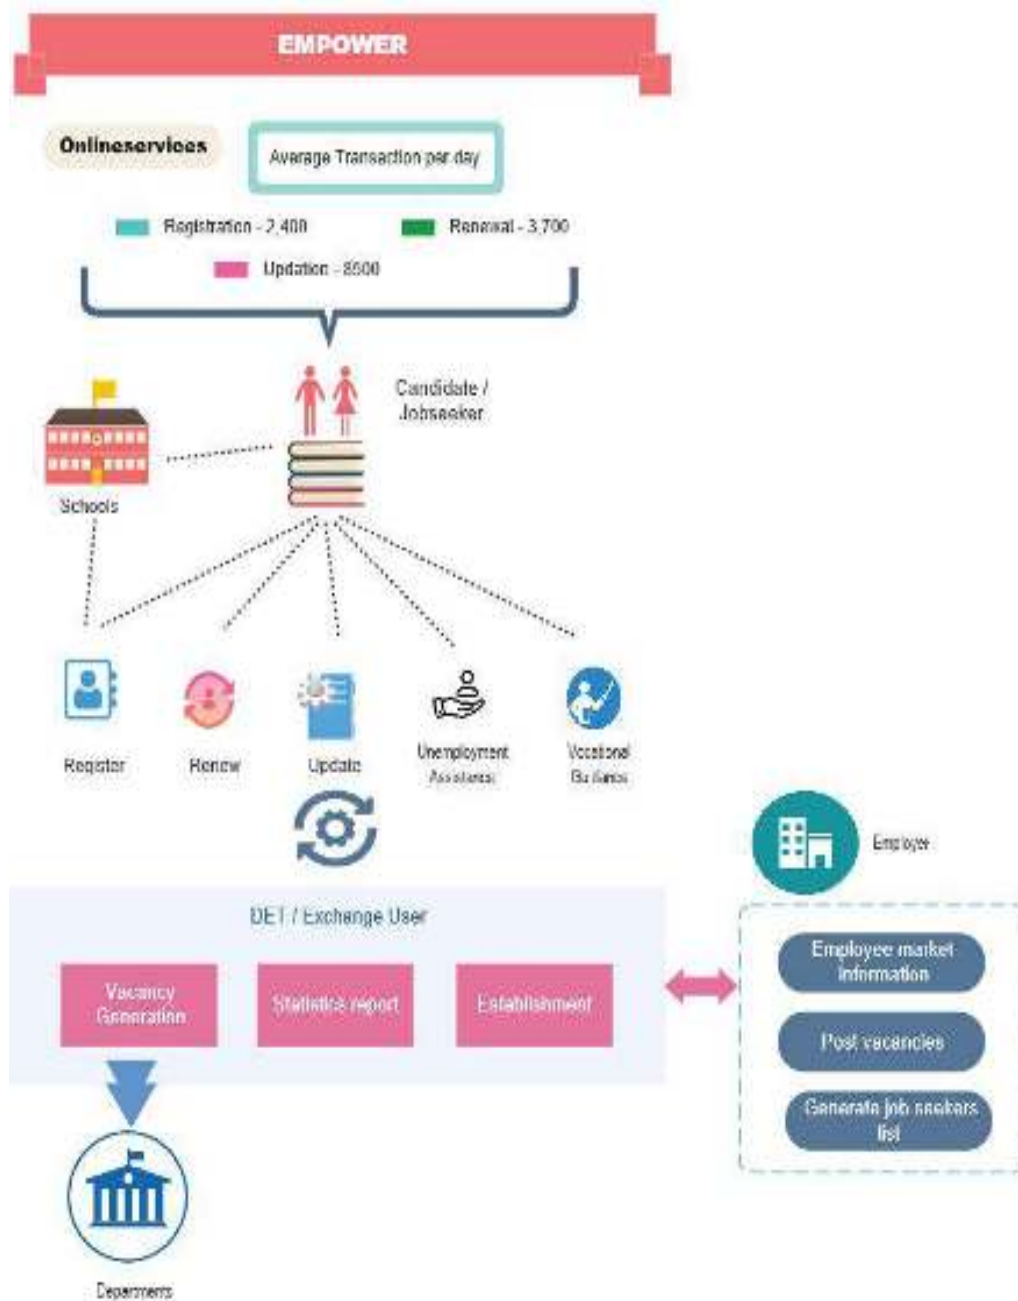 EMPOWER
Onlineservices
Average Transaction per day
Registration - 2,400
Renewal - 3,700
Updation - 8500
Candidate /
Jobseeker
Schools
Register
Renew
Update
Unemployment
Assistance
Vocational
Guidance
Employer
DET / Exchange User
Vacancy
Generation
Statistics report
Establishment
Employee market
Information
Post vacancies
Generate job seekers
list
Departments